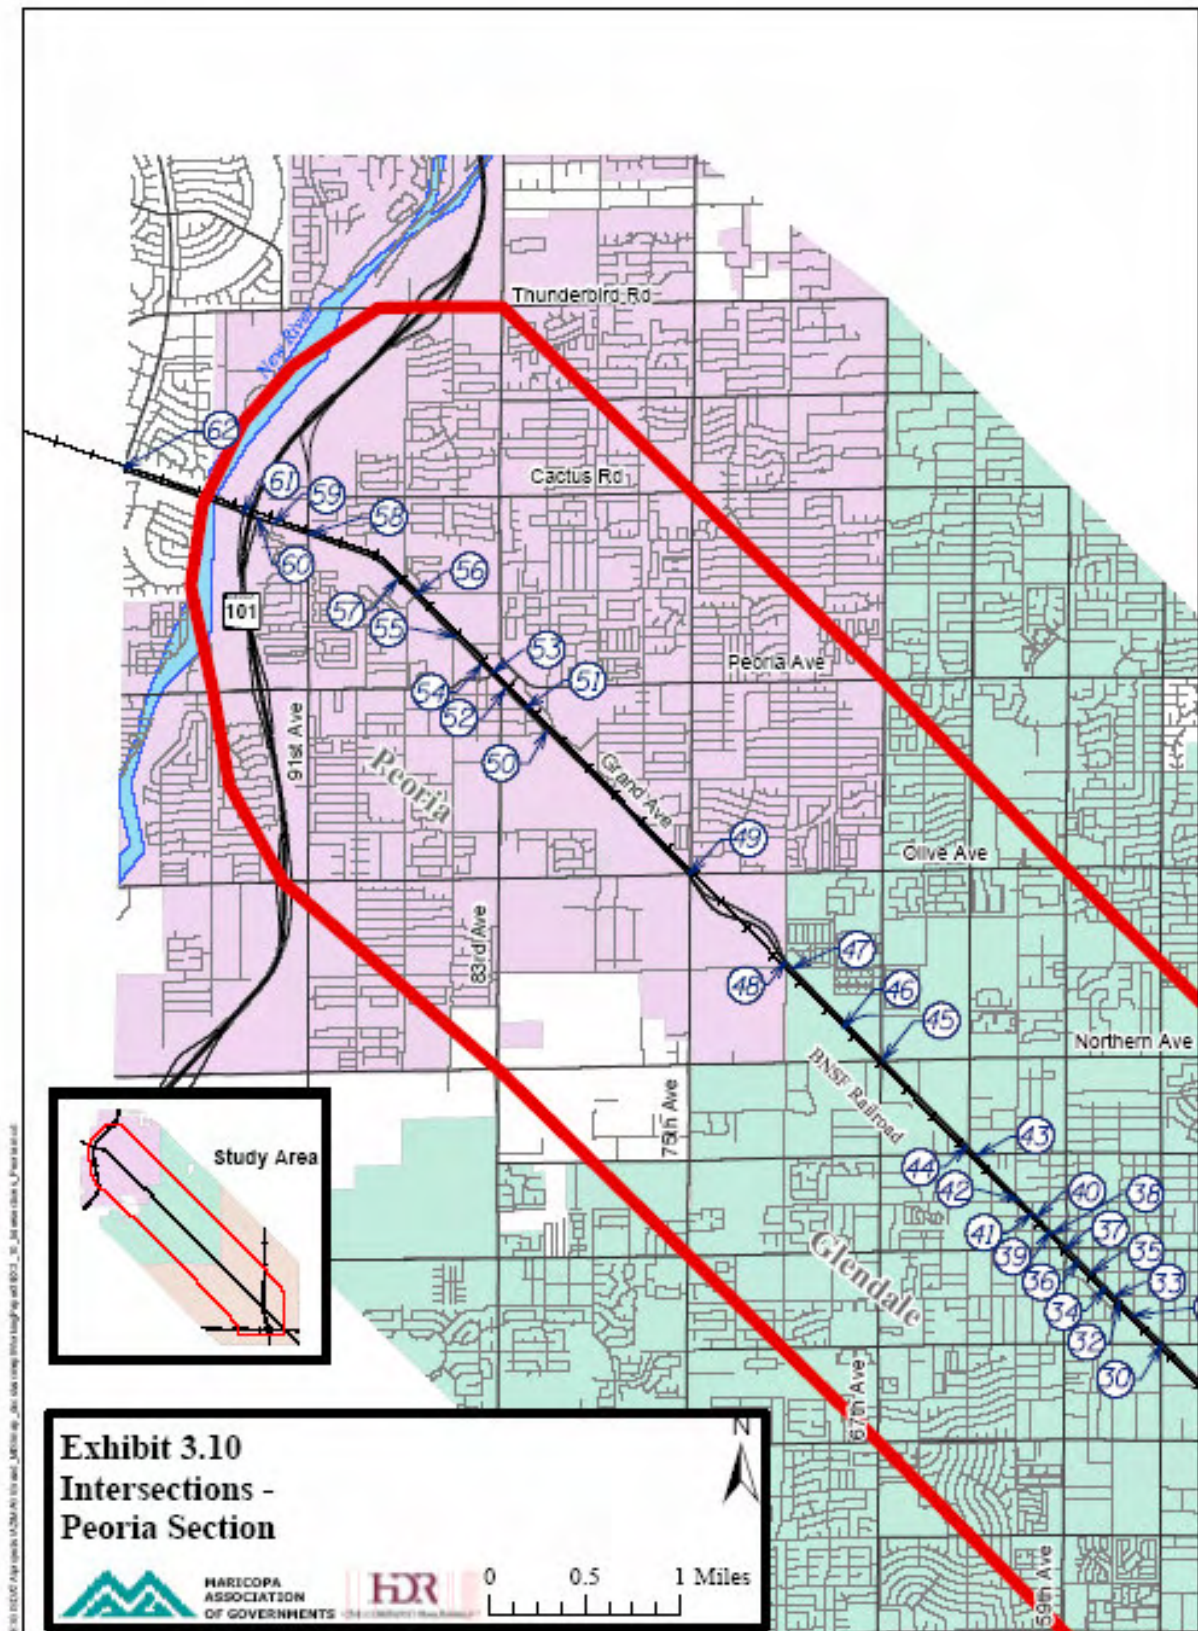 Thunderbird Rd
New River
62
Cactus Rd
61
59
58
60
56
57
101
55
53
Peoria Ave
54
51
52
91st Ave
50
Peoria
Grand Ave
49
Olive Ave
83rd Ave
47
48
46
45
Northern Ave
BNSF Railroad
75th Ave
43
44
Study Area
42
40
38
41
37
39
35
36
Glendale
33
34
32
30
67th Ave
Exhibit 3.10
Intersections -
Peoria Section
N
MARICOPA
ASSOCIATION
OF GOVERNMENTS
HDR
0 0.5 1 Miles
59th Ave